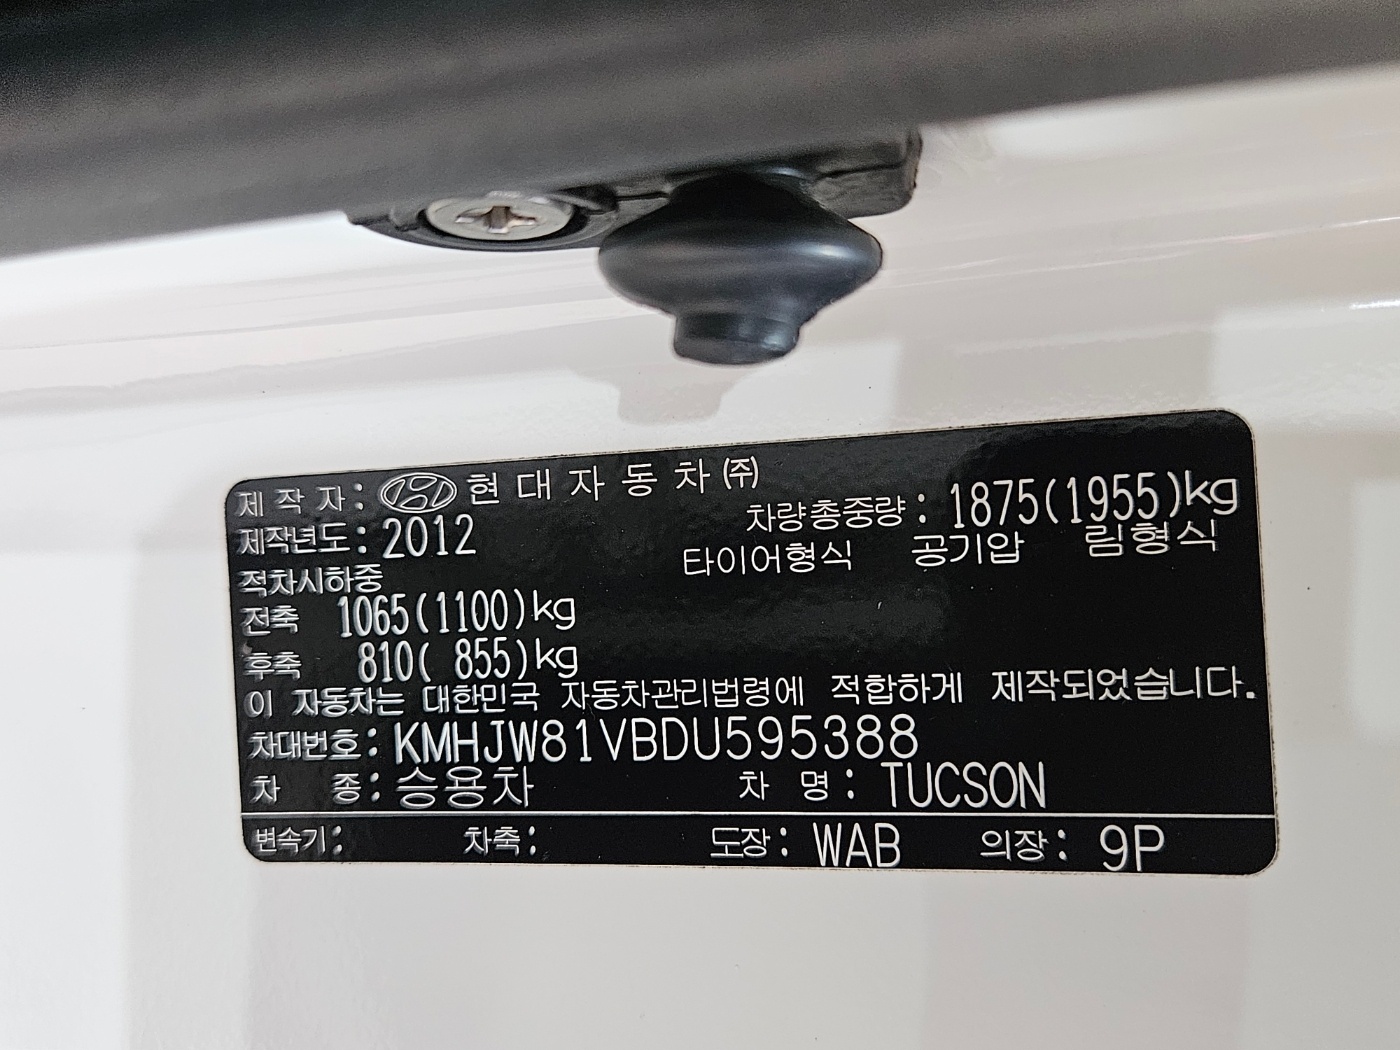 제 작 자 : 현 대 자 동 차 ㈜
제작년도 : 2012 차량총중량 : 1875(1955)kg
적차시하중 타이어형식 공기압 림형식
전축 1065(1100)kg
후축 810( 855)kg
이 자동차는 대한민국 자동차관리법령에 적합하게 제작되었습니다.
차대번호 : KMHJW81VBDU595388
차 종 : 승용차 차 명 : TUCSON
변속기 : 차축 : 도장 : WAB 의장 : 9P